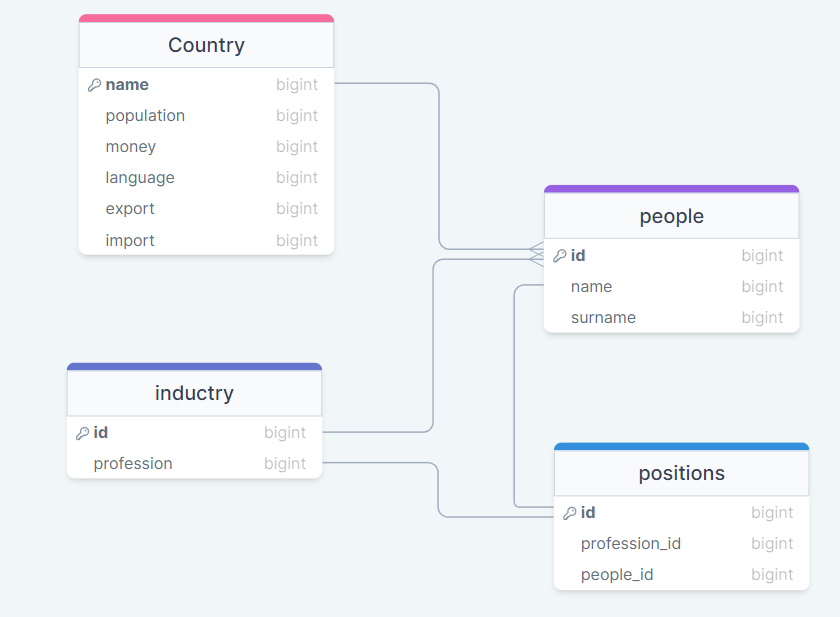 Country
name bigint
population bigint
money bigint
language bigint
export bigint
import bigint
people
id bigint
name bigint
surname bigint
inductry
id bigint
profession bigint
positions
id bigint
profession_id bigint
people_id bigint